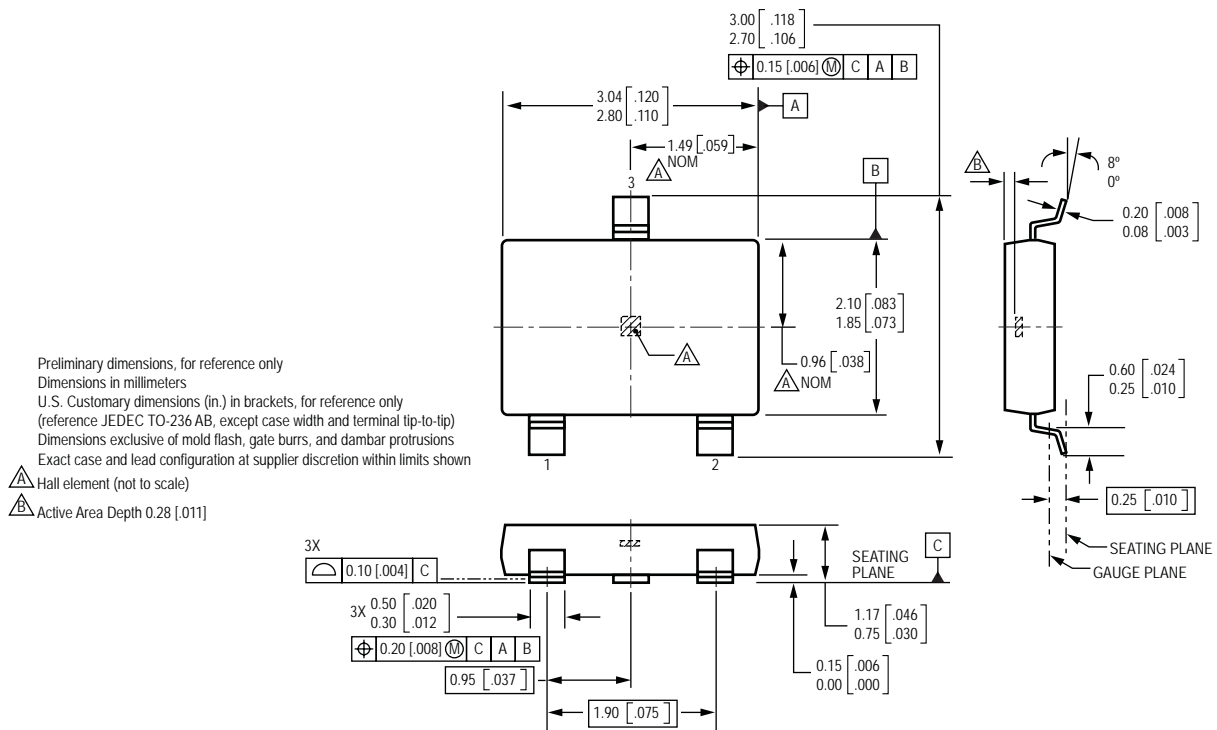 3.00 [ .118
2.70 .106 ]
⌖ 0.15 [.006] Ⓜ C A B
3.04 [ .120
2.80 .110 ]
A
1.49 [.059]
A NOM
3
B
B
8º
0º
0.20 [ .008
0.08 .003 ]
2.10 [ .083
1.85 .073 ]
A
0.96 [.038]
A NOM
0.60 [ .024
0.25 .010 ]
1
2
0.25 [.010]
SEATING PLANE
GAUGE PLANE
Preliminary dimensions, for reference only
Dimensions in millimeters
U.S. Customary dimensions (in.) in brackets, for reference only
(reference JEDEC TO-236 AB, except case width and terminal tip-to-tip)
Dimensions exclusive of mold flash, gate burrs, and dambar protrusions
Exact case and lead configuration at supplier discretion within limits shown
A Hall element (not to scale)
B Active Area Depth 0.28 [.011]
3X
⌓ 0.10 [.004] C
SEATING
PLANE
C
3X 0.50 [ .020
0.30 .012 ]
⌖ 0.20 [.008] Ⓜ C A B
1.17 [ .046
0.75 .030 ]
0.15 [ .006
0.00 .000 ]
0.95 [.037]
1.90 [.075]